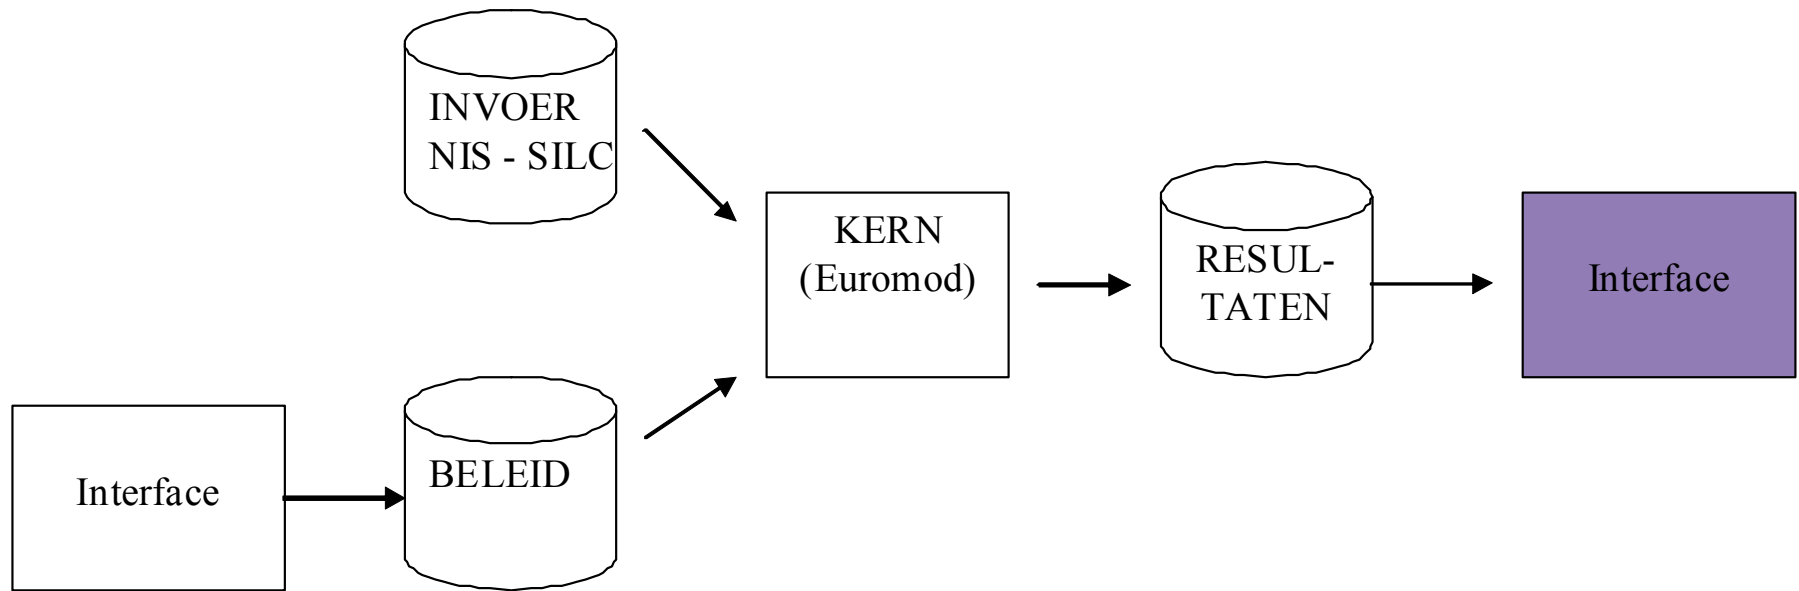 INVOER
NIS - SILC
KERN
(Euromod)
RESUL-
TATEN
Interface
Interface
BELEID